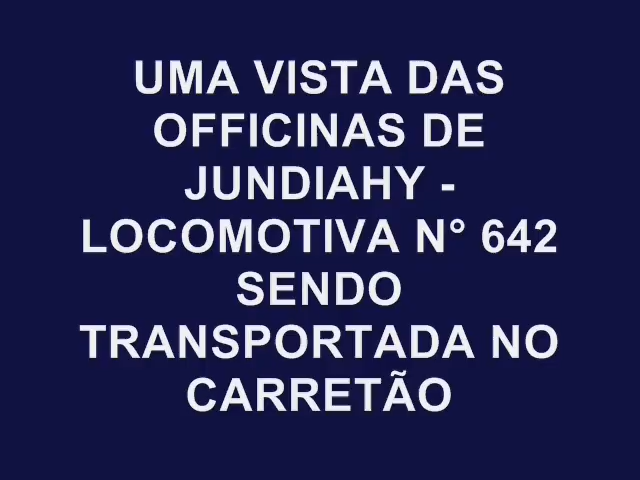 UMA VISTA DAS
OFFICINAS DE
JUNDIAHY -
LOCOMOTIVA N° 642
SENDO
TRANSPORTADA NO
CARRETÃO